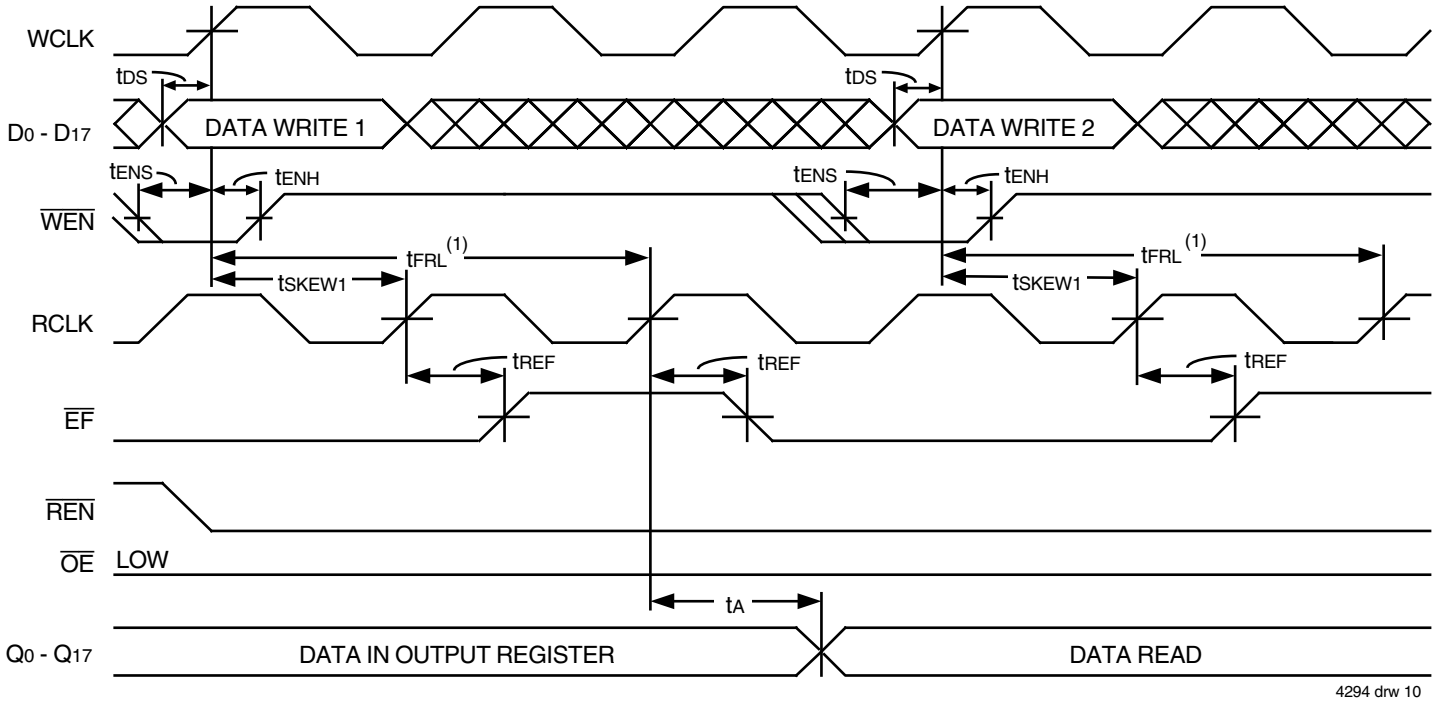 WCLK
tDS tDS
D0 - D17 DATA WRITE 1 DATA WRITE 2
tENS tENH tENS tENH
WEN
tFRL(1) tFRL(1)
tSKEW1 tSKEW1
RCLK
tREF tREF tREF
EF
REN
OE LOW
tA
Q0 - Q17 DATA IN OUTPUT REGISTER DATA READ
4294 drw 10